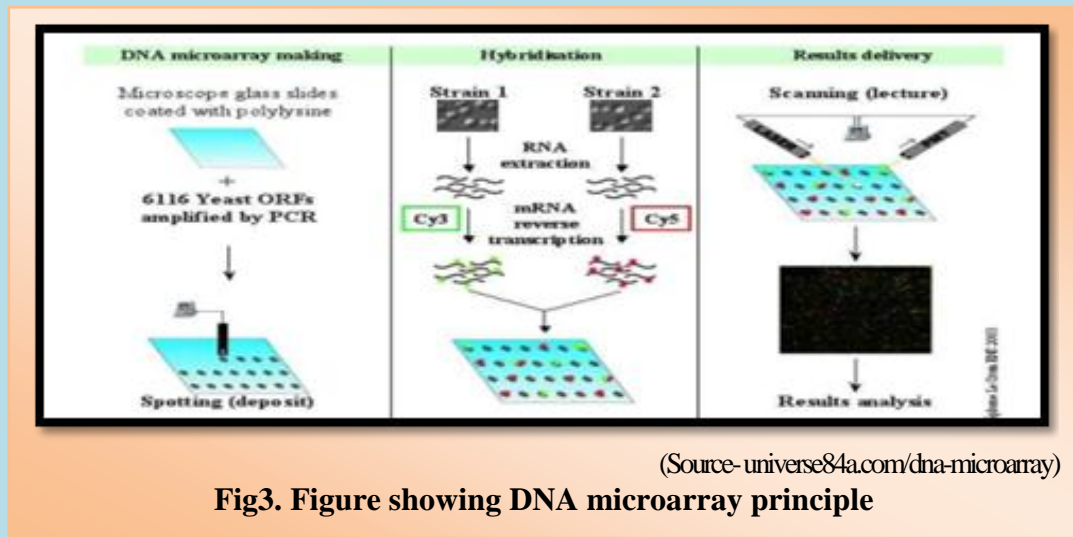 DNA microarray making
Microscope glass slides
coated with polylysine
+
6116 Yeast ORFs
amplified by PCR
Spotting (deposit)
Hybridisation
Strain 1
Strain 2
RNA
extraction
Cy3
mRNA
reverse
transcription
Cy5
Results delivery
Scanning (lecture)
LASER
PMT
Results analysis
(Source- universe84a.com/dna-microarray)
Fig3. Figure showing DNA microarray principle